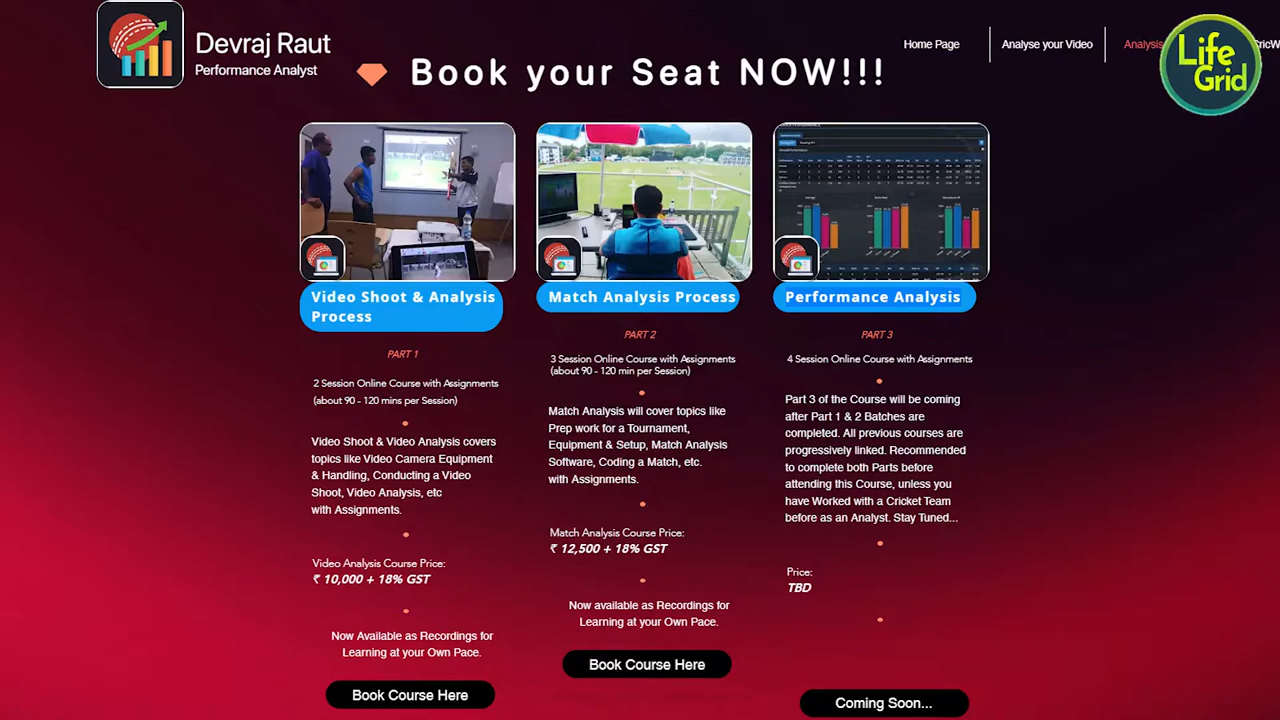 Devraj Raut
Performance Analyst
Home Page
Analyse your Video
Analysis
Life
Grid
Book your Seat NOW!!!
Video Shoot & Analysis
Process
PART 1
2 Session Online Course with Assignments
(about 90 - 120 mins per Session)
Video Shoot & Video Analysis covers
topics like Video Camera Equipment
& Handling, Conducting a Video
Shoot, Video Analysis, etc
with Assignments.
Video Analysis Course Price:
₹ 10,000 + 18% GST
Now Available as Recordings for
Learning at your Own Pace.
Book Course Here
Match Analysis Process
PART 2
3 Session Online Course with Assignments
(about 90 - 120 min per Session)
Match Analysis will cover topics like
Prep work for a Tournament,
Equipment & Setup, Match Analysis
Software, Coding a Match, etc.
with Assignments.
Match Analysis Course Price:
₹ 12,500 + 18% GST
Now available as Recordings for
Learning at your Own Pace.
Book Course Here
Performance Analysis
PART 3
4 Session Online Course with Assignments
Part 3 of the Course will be coming
after Part 1 & 2 Batches are
completed. All previous courses are
progressively linked. Recommended
to complete both Parts before
attending this Course, unless you
have Worked with a Cricket Team
before as an Analyst. Stay Tuned...
Price:
TBD
Coming Soon...